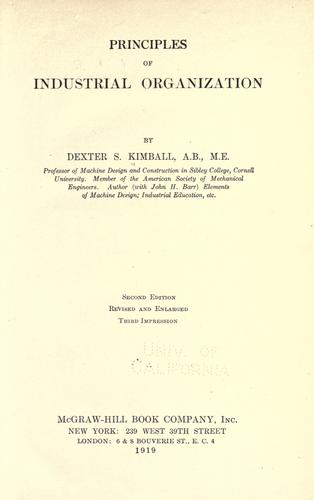 PRINCIPLES
OF
INDUSTRIAL ORGANIZATION
BY
DEXTER S. KIMBALL, A.B., M.E.
Professor of Machine Design and Construction in Sibley College, Cornell
University. Member of the American Society of Mechanical
Engineers. Author (with John H. Barr) Elements
of Machine Design; Industrial Education, etc.
Second Edition
Revised and Enlarged
Third Impression
UNIV. OF
CALIFORNIA
McGRAW-HILL BOOK COMPANY, Inc.
NEW YORK: 239 WEST 39TH STREET
LONDON: 6 & 8 BOUVERIE ST., E. C. 4
1919